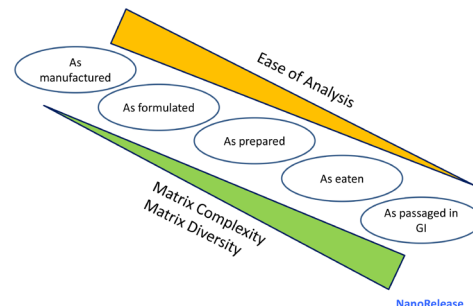 As
manufactured
Ease of Analysis
As formulated
As prepared
As eaten
As passaged in
GI
Matrix Complexity
Matrix Diversity
NanoRelease